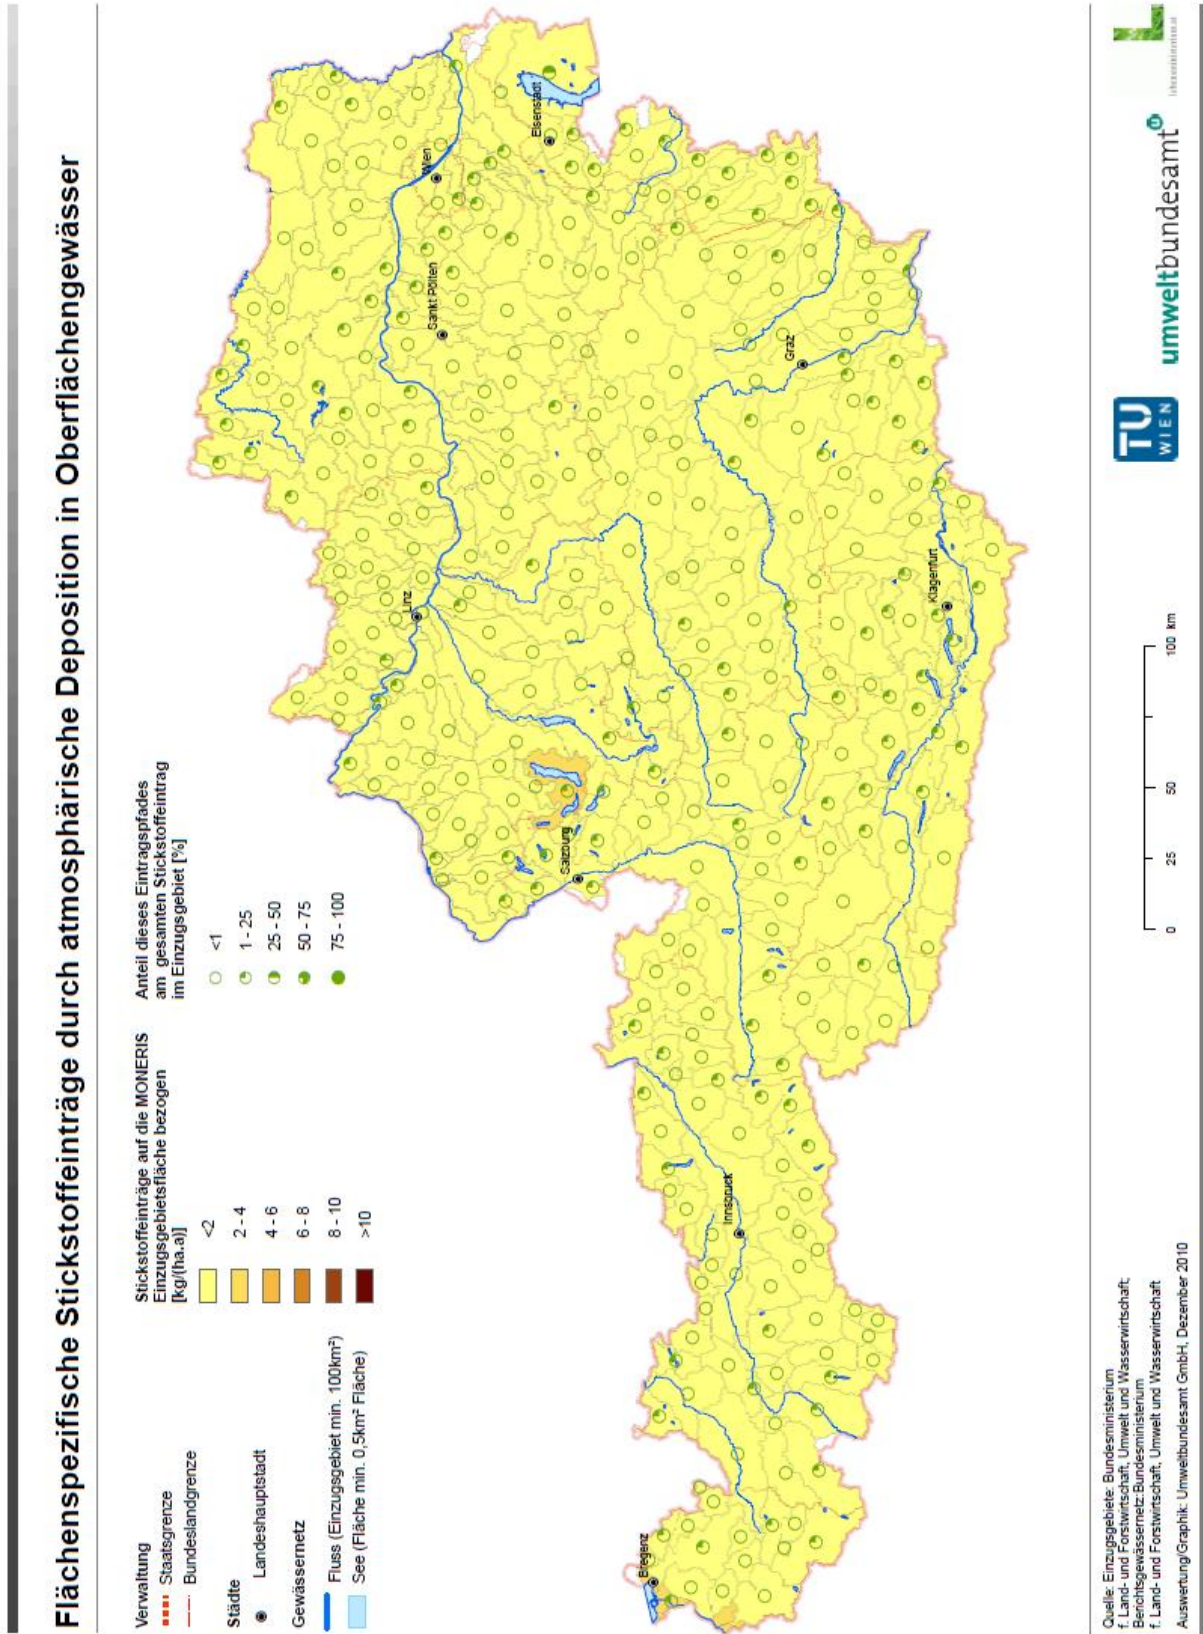 Flächenspezifische Stickstoffeinträge durch atmosphärische Deposition in Oberflächengewässer
Verwaltung
Staatsgrenze
Bundeslandgrenze
Städte
Landeshauptstadt
Gewässernetz
Fluss (Einzugsgebiet min. 100km²)
See (Fläche min. 0,5km² Fläche)
Stickstoffeinträge auf die MONERIS
Einzugsgebietsfläche bezogen
[kg/(ha.a)]
<2
2 - 4
4 - 6
6 - 8
8 - 10
>10
Anteil dieses Eintragspfades
am gesamten Stickstoffeintrag
im Einzugsgebiet [%]
<1
1 - 25
25 - 50
50 - 75
75 - 100
Bregenz
Innsbruck
Salzburg
Linz
Sankt Pölten
Wien
Eisenstadt
Graz
Klagenfurt
0 25 50 100 km
Quelle: Einzugsgebiete: Bundesministerium
f. Land- und Forstwirtschaft, Umwelt und Wasserwirtschaft;
Berichtsgewässernetz:Bundesministerium
f. Land- und Forstwirtschaft, Umwelt und Wasserwirtschaft
Auswertung/Graphik: Umweltbundesamt GmbH, Dezember 2010
TU
WIEN
umweltbundesamt
lebensministerium.at